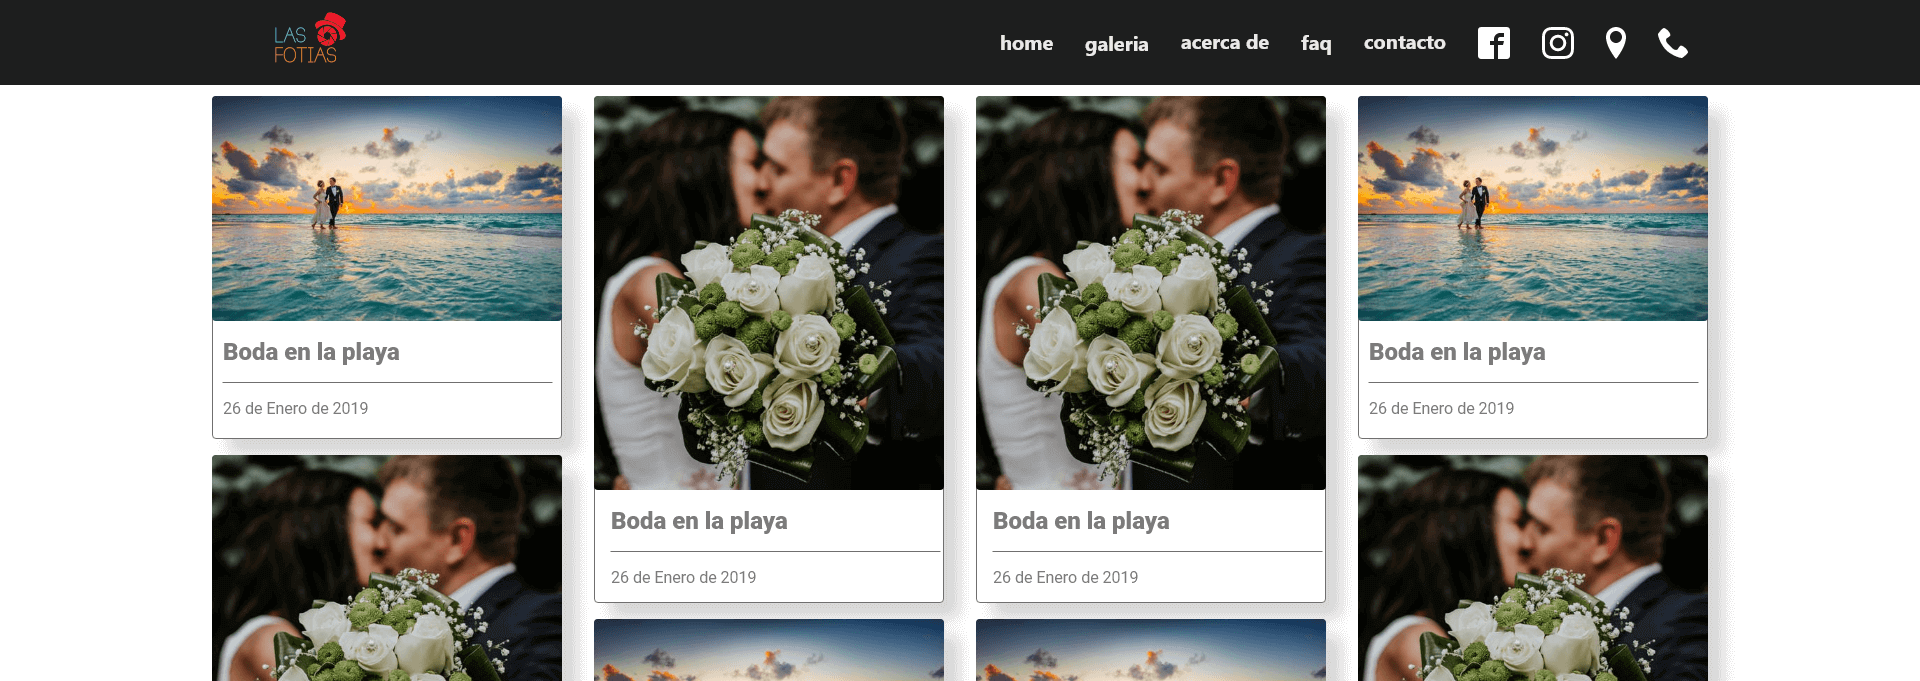 LAS
FOTIAS
home galeria acerca de faq contacto
Boda en la playa
26 de Enero de 2019
Boda en la playa
26 de Enero de 2019
Boda en la playa
26 de Enero de 2019
Boda en la playa
26 de Enero de 2019